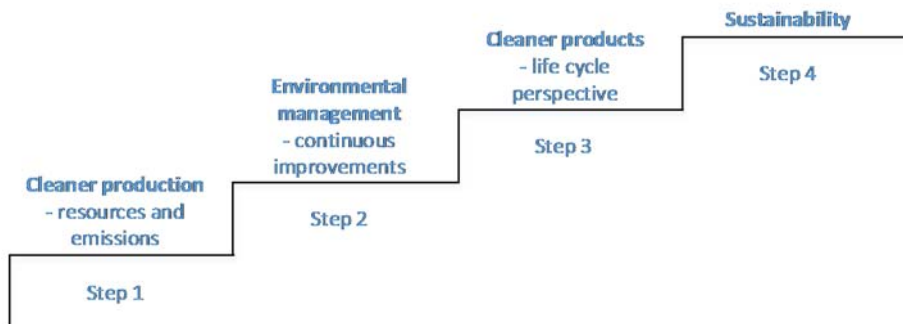 Sustainability
Step 4
Cleaner products
- life cycle
perspective
Step 3
Environmental
management
- continuous
improvements
Step 2
Cleaner production
- resources and
emissions
Step 1